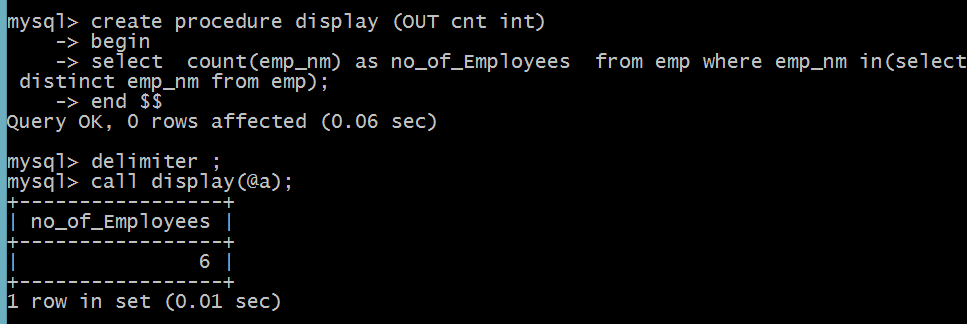 mysql> create procedure display (OUT cnt int)
    -> begin
    -> select  count(emp_nm) as no_of_Employees  from emp where emp_nm in(select
 distinct emp_nm from emp);
    -> end $$
Query OK, 0 rows affected (0.06 sec)

mysql> delimiter ;
mysql> call display(@a);
+-----------------+
| no_of_Employees |
+-----------------+
|               6 |
+-----------------+
1 row in set (0.01 sec)